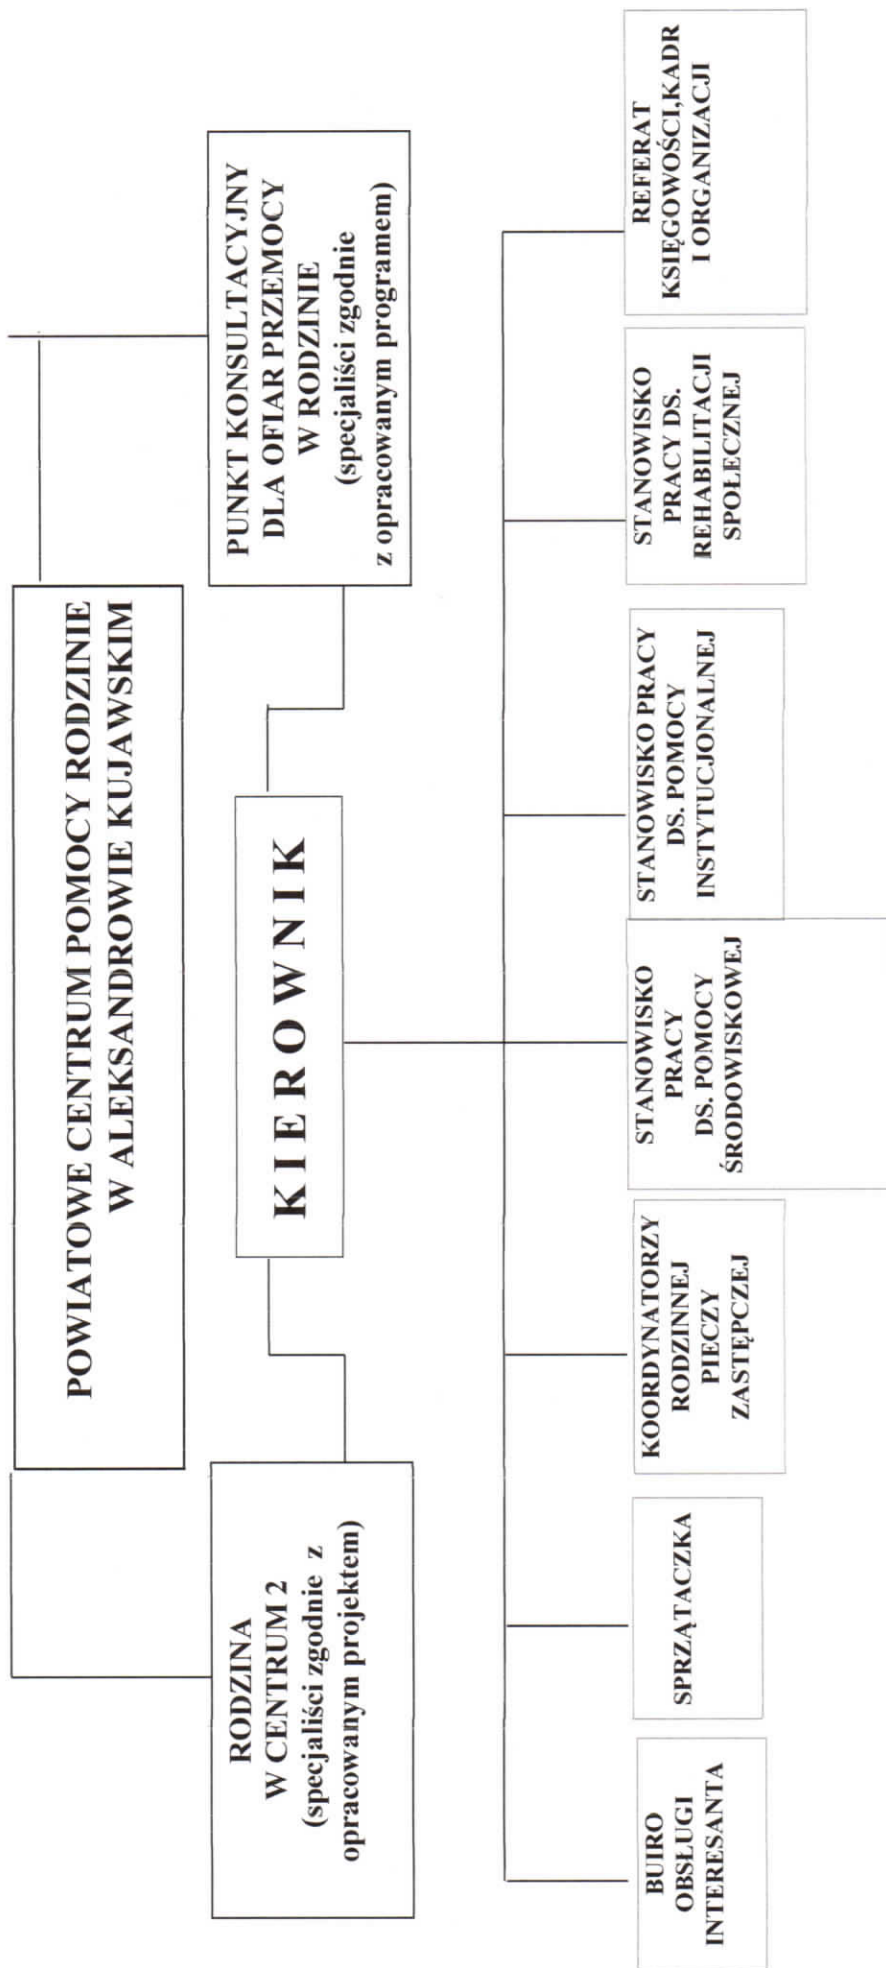 POWIATOWE CENTRUM POMOCY RODZINIE
W ALEKSANDROWIE KUJAWSKIM
RODZINA
W CENTRUM 2
(specjaliści zgodnie z
opracowanym projektem)
KIEROWNIK
PUNKT KONSULTACYJNY
DLA OFIAR PRZEMOCY
W RODZINIE
(specjaliści zgodnie
z opracowanym programem)
BUIRO
OBSŁUGI
INTERESANTA
SPRZĄTACZKA
KOORDYNATORZY
RODZINNEJ
PIECZY
ZASTĘPCZEJ
STANOWISKO
PRACY
DS. POMOCY
ŚRODOWISKOWEJ
STANOWISKO PRACY
DS. POMOCY
INSTYTUCJONALNEJ
STANOWISKO
PRACY DS.
REHABILITACJI
SPOŁECZNEJ
REFERAT
KSIĘGOWOŚCI,KADR
I ORGANIZACJI